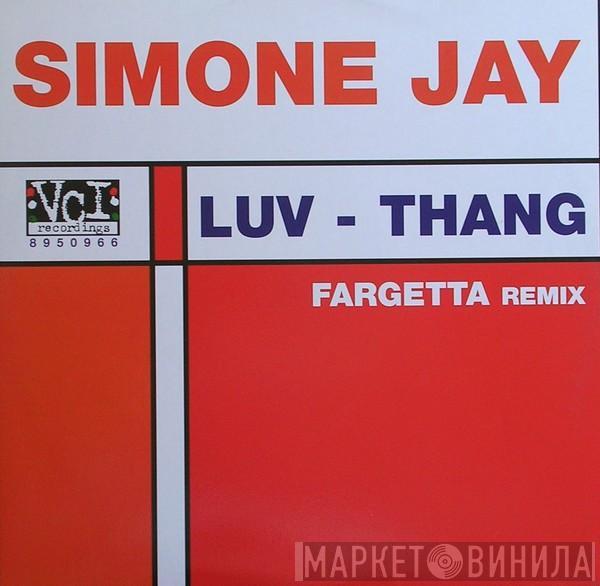 SIMONE JAY
VCI
recordings
8950966
LUV - THANG
FARGETTA REMIX
МАРКЕТ ВИНИЛА